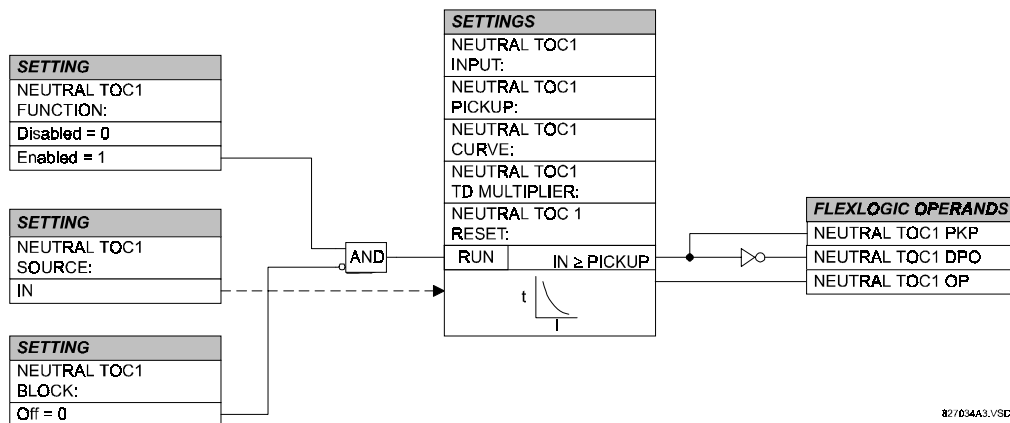 SETTING
NEUTRAL TOC1
FUNCTION:
Disabled = 0
Enabled = 1
SETTING
NEUTRAL TOC1
SOURCE:
IN
SETTING
NEUTRAL TOC1
BLOCK:
Off = 0
AND
SETTINGS
NEUTRAL TOC1
INPUT:
NEUTRAL TOC1
PICKUP:
NEUTRAL TOC1
CURVE:
NEUTRAL TOC1
TD MULTIPLIER:
NEUTRAL TOC 1
RESET:
RUN
IN ≥ PICKUP
t
I
FLEXLOGIC OPERANDS
NEUTRAL TOC1 PKP
NEUTRAL TOC1 DPO
NEUTRAL TOC1 OP
827034A3.VSD